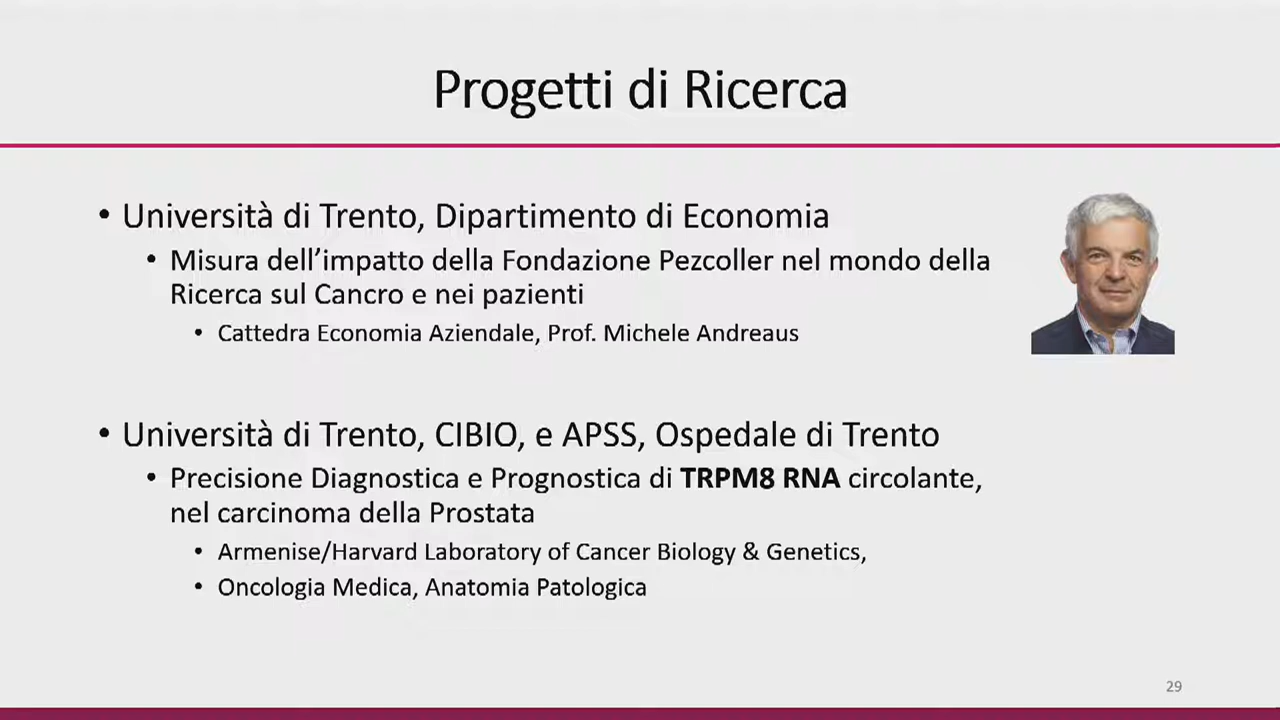 Progetti di Ricerca
• Università di Trento, Dipartimento di Economia
• Misura dell’impatto della Fondazione Pezcoller nel mondo della
Ricerca sul Cancro e nei pazienti
• Cattedra Economia Aziendale, Prof. Michele Andreaus
• Università di Trento, CIBIO, e APSS, Ospedale di Trento
• Precisione Diagnostica e Prognostica di TRPM8 RNA circolante,
nel carcinoma della Prostata
• Armenise/Harvard Laboratory of Cancer Biology & Genetics,
• Oncologia Medica, Anatomia Patologica
29